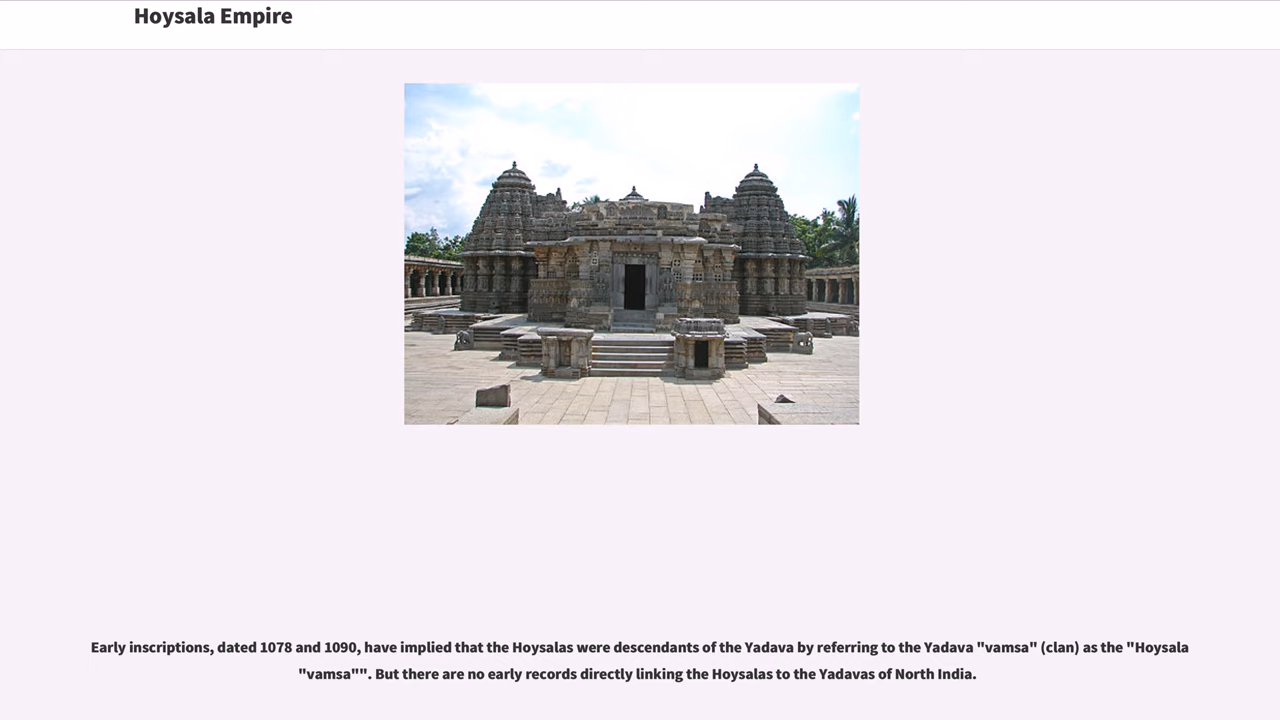 Hoysala Empire
Early inscriptions, dated 1078 and 1090, have implied that the Hoysalas were descendants of the Yadava by referring to the Yadava "vamsa" (clan) as the "Hoysala
"vamsa"". But there are no early records directly linking the Hoysalas to the Yadavas of North India.